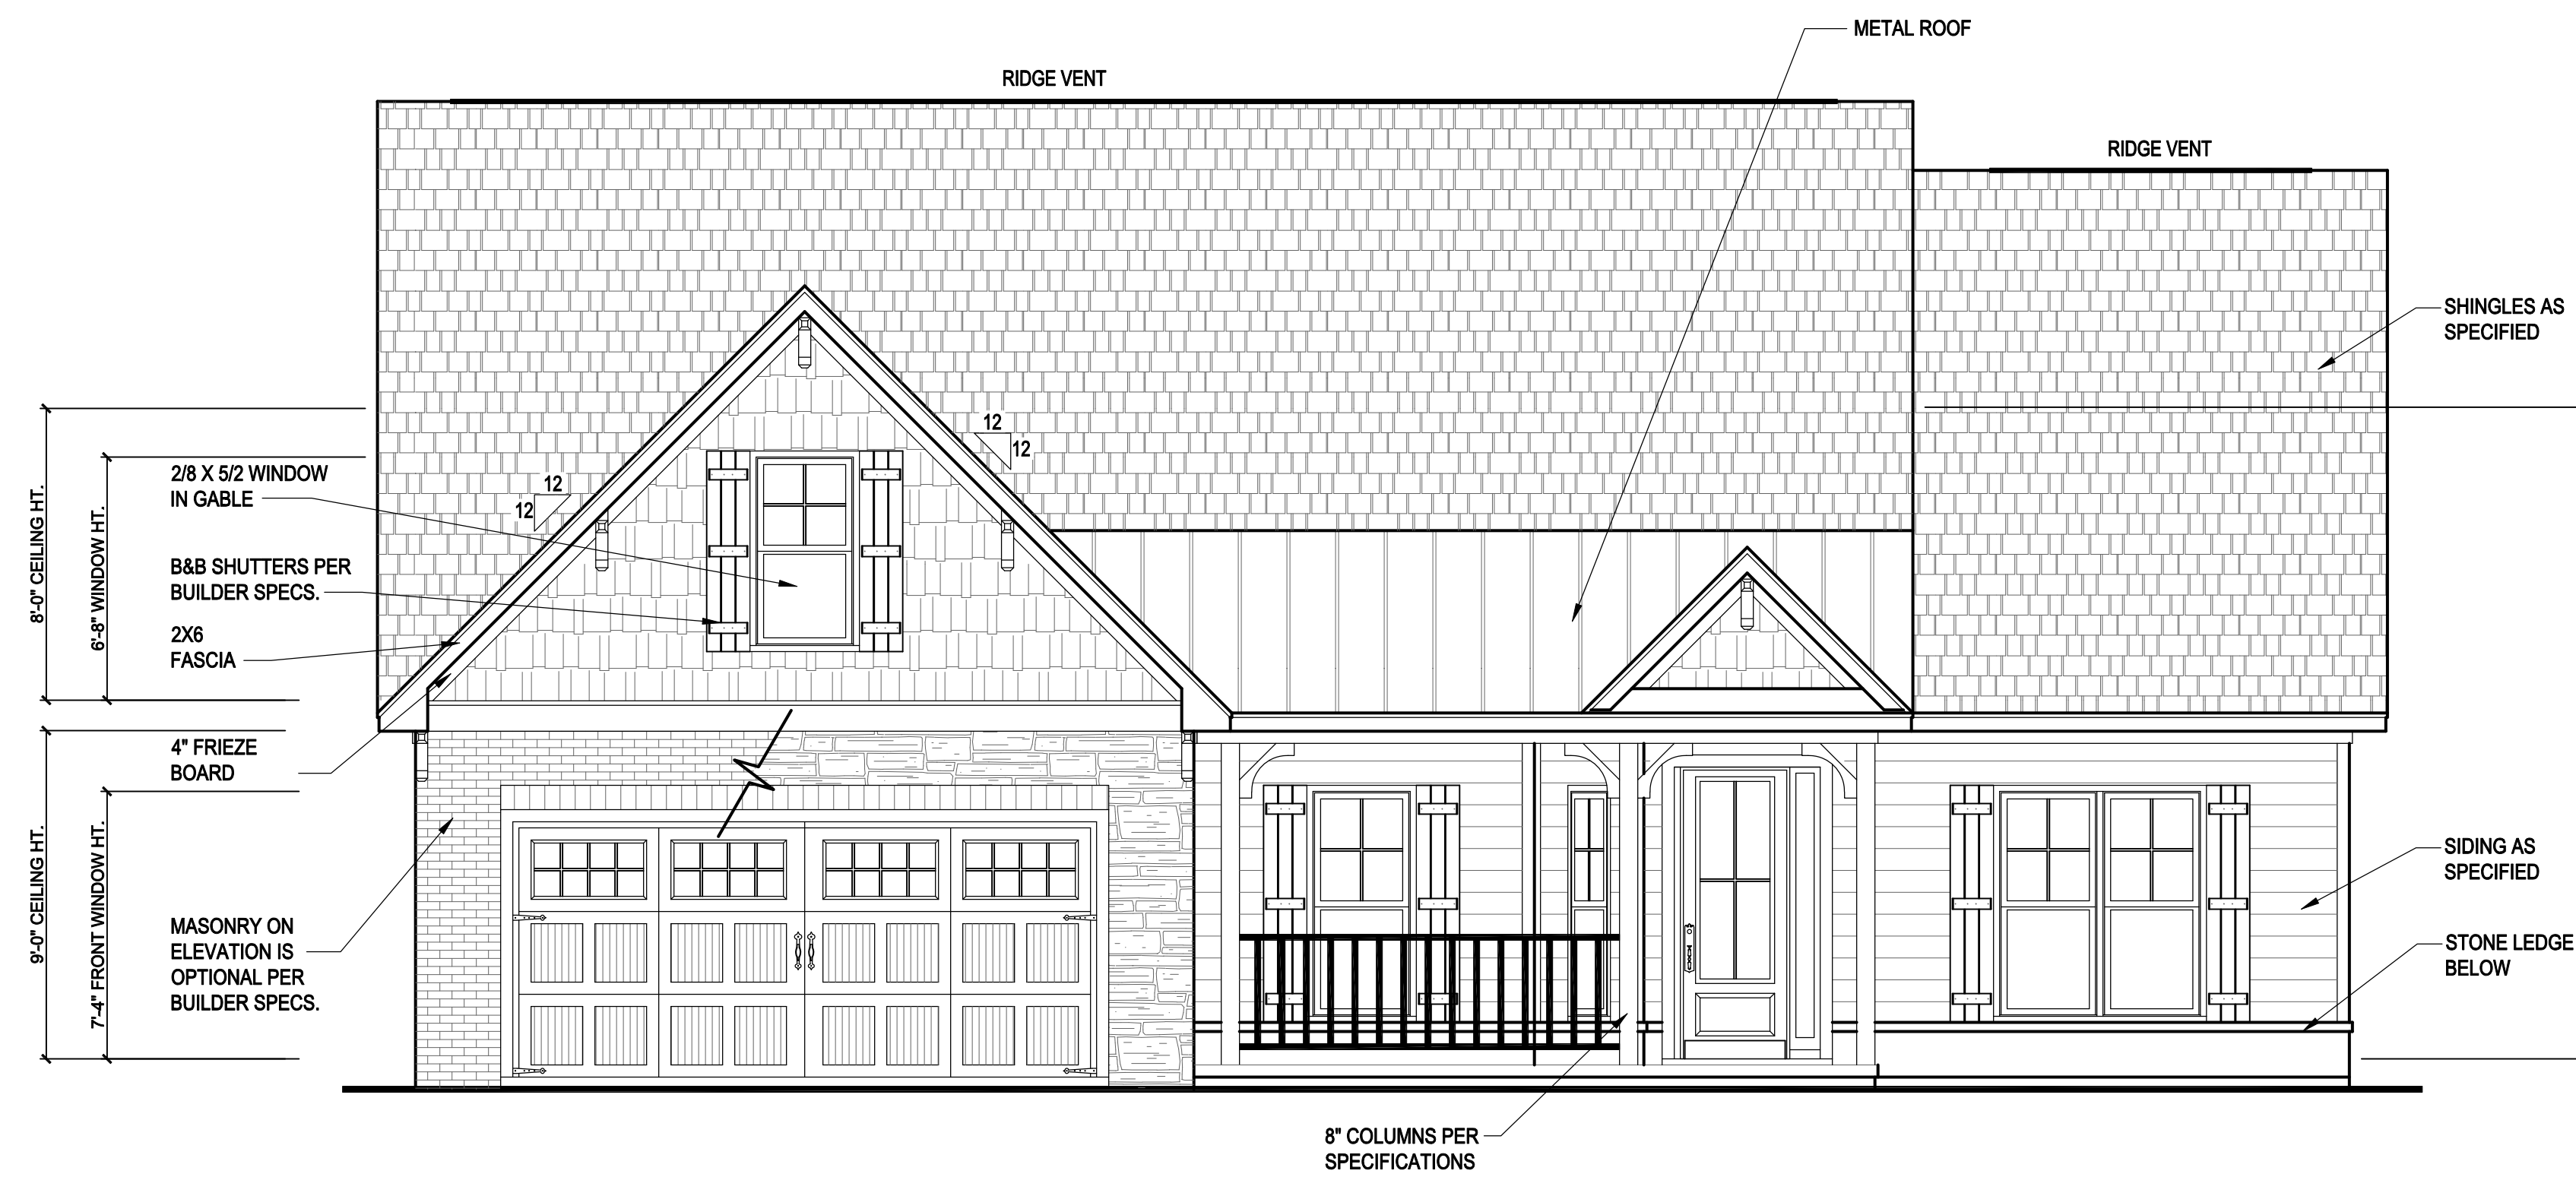 METAL ROOF
RIDGE VENT
RIDGE VENT
SHINGLES AS
SPECIFIED
12
12
12
12
2/8 X 5/2 WINDOW
IN GABLE
8'-0" CEILING HT.
6'-8" WINDOW HT.
B&B SHUTTERS PER
BUILDER SPECS.
2X6
FASCIA
4" FRIEZE
BOARD
9'-0" CEILING HT.
7'-4" FRONT WINDOW HT.
MASONRY ON
ELEVATION IS
OPTIONAL PER
BUILDER SPECS.
SIDING AS
SPECIFIED
STONE LEDGE
BELOW
8" COLUMNS PER
SPECIFICATIONS